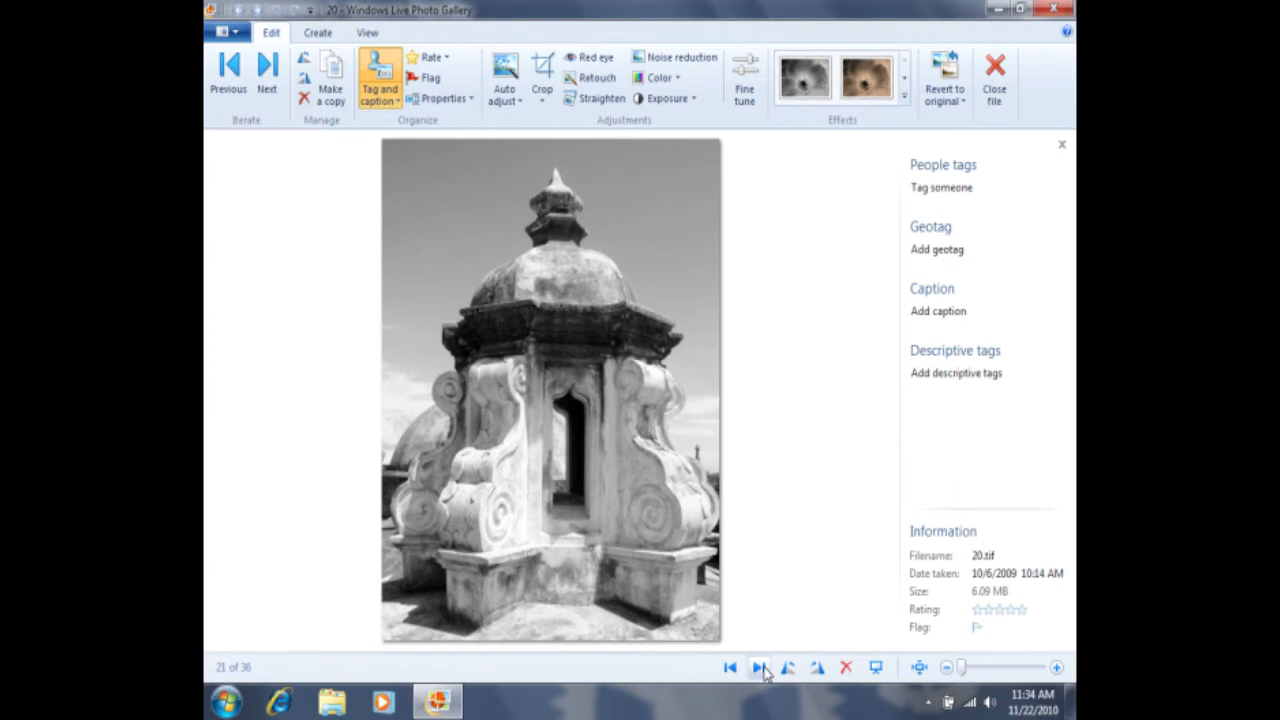 20 - Windows Live Photo Gallery
Edit
Create
View
Previous
Next
Iterate
Make
a copy
Manage
Tag and
caption
Rate
Flag
Properties
Organize
Auto
adjust
Crop
Red eye
Retouch
Straighten
Noise reduction
Color
Exposure
Fine
tune
Adjustments
Effects
Revert to
original
Close
file
People tags
Tag someone
Geotag
Add geotag
Caption
Add caption
Descriptive tags
Add descriptive tags
Information
Filename: 20.tif
Date taken: 10/6/2009 10:14 AM
Size: 6.09 MB
Rating:
Flag:
21 of 36
11:34 AM
11/22/2010